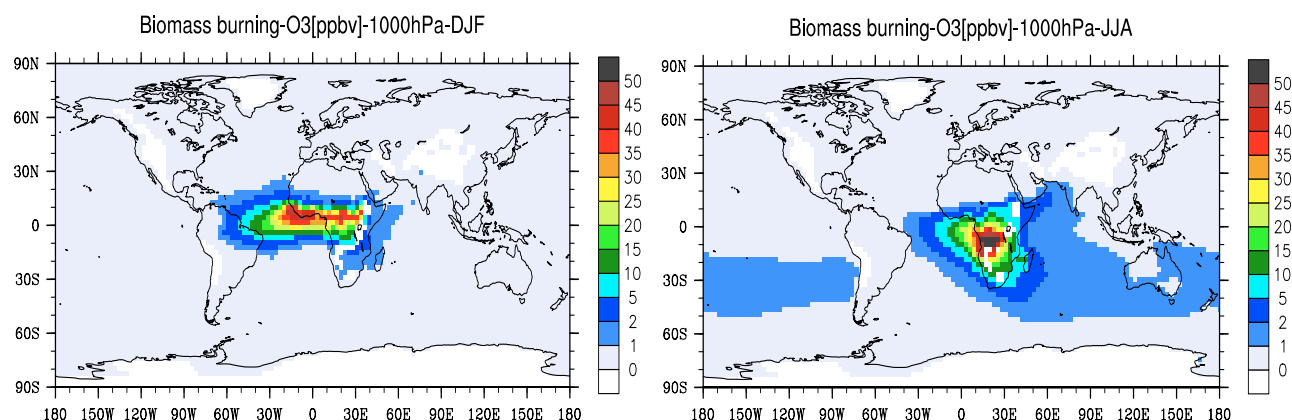 Biomass burning-O3[ppbv]-1000hPa-DJF
90N
60N
30N
0
30S
60S
90S
180 150W 120W 90W 60W 30W 0 30E 60E 90E 120E 150E 180
50
45
40
35
30
25
20
15
10
5
2
1
0
Biomass burning-O3[ppbv]-1000hPa-JJA
90N
60N
30N
0
30S
60S
90S
180 150W 120W 90W 60W 30W 0 30E 60E 90E 120E 150E 180
50
45
40
35
30
25
20
15
10
5
2
1
0